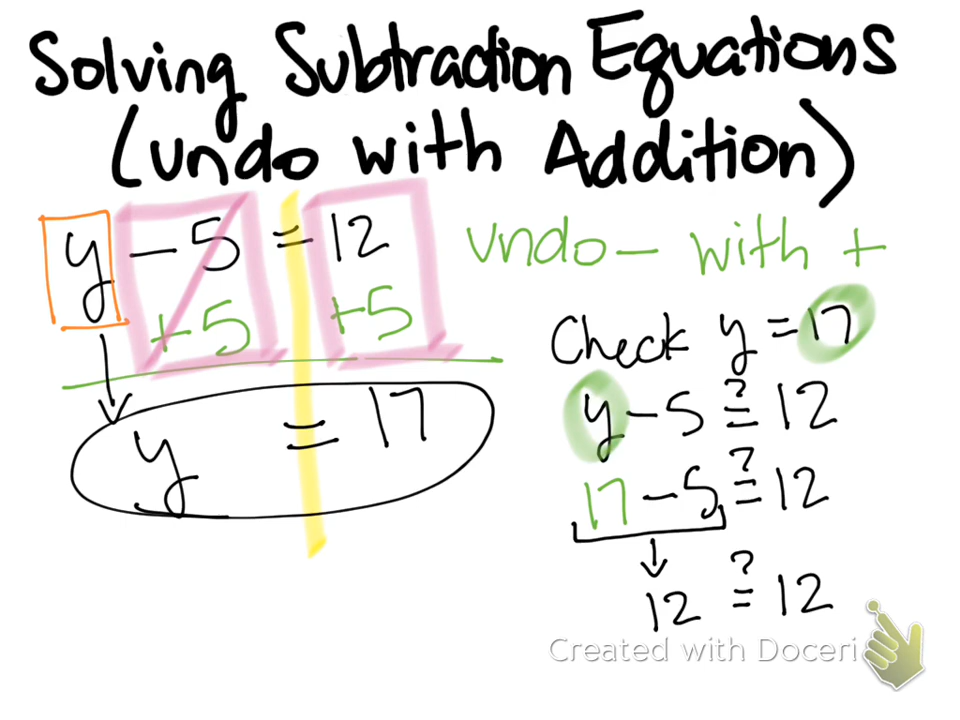 Solving Subtraction Equations
(undo with Addition)
y - 5 = 12
+5 +5
y = 17
undo - with +
Check y = 17
y - 5 ≟ 12
17 - 5 ≟ 12
12 ≟ 12
Created with Doceri